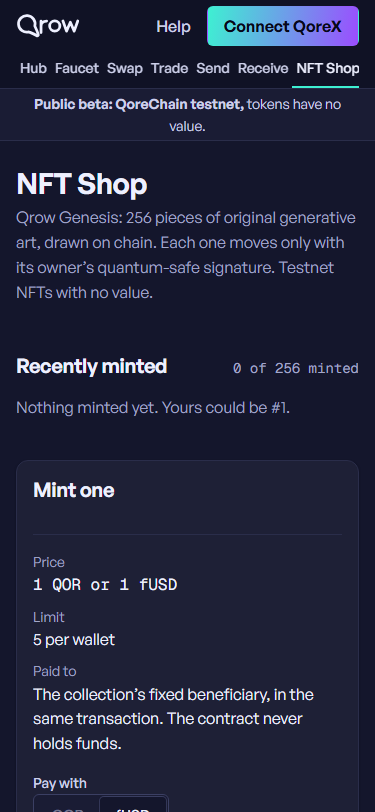 Qrow
Help
Connect QoreX
Hub Faucet Swap Trade Send Receive NFT Shop
Public beta: QoreChain testnet, tokens have no
value.
NFT Shop
Qrow Genesis: 256 pieces of original generative
art, drawn on chain. Each one moves only with
its owner’s quantum-safe signature. Testnet
NFTs with no value.
Recently minted
0 of 256 minted
Nothing minted yet. Yours could be #1.
Mint one
Price
1 QOR or 1 fUSD
Limit
5 per wallet
Paid to
The collection’s fixed beneficiary, in the
same transaction. The contract never
holds funds.
Pay with
QOR fUSD